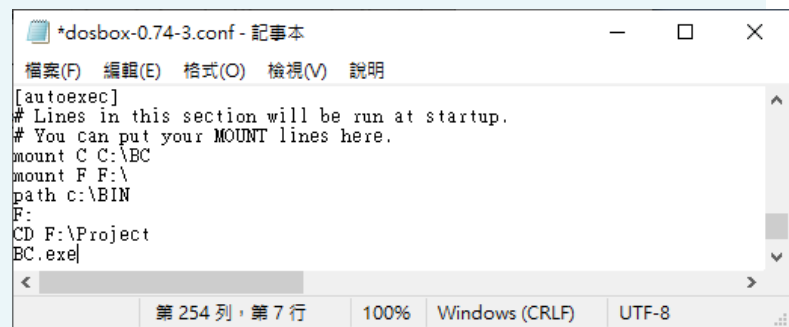 *dosbox-0.74-3.conf - 記事本
檔案(F) 編輯(E) 格式(O) 檢視(V) 說明
[autoexec]
# Lines in this section will be run at startup.
# You can put your MOUNT lines here.
mount C C:\BC
mount F F:\
path c:\BIN
F:
CD F:\Project
BC.exe
第 254 列，第 7 行 100% Windows (CRLF) UTF-8